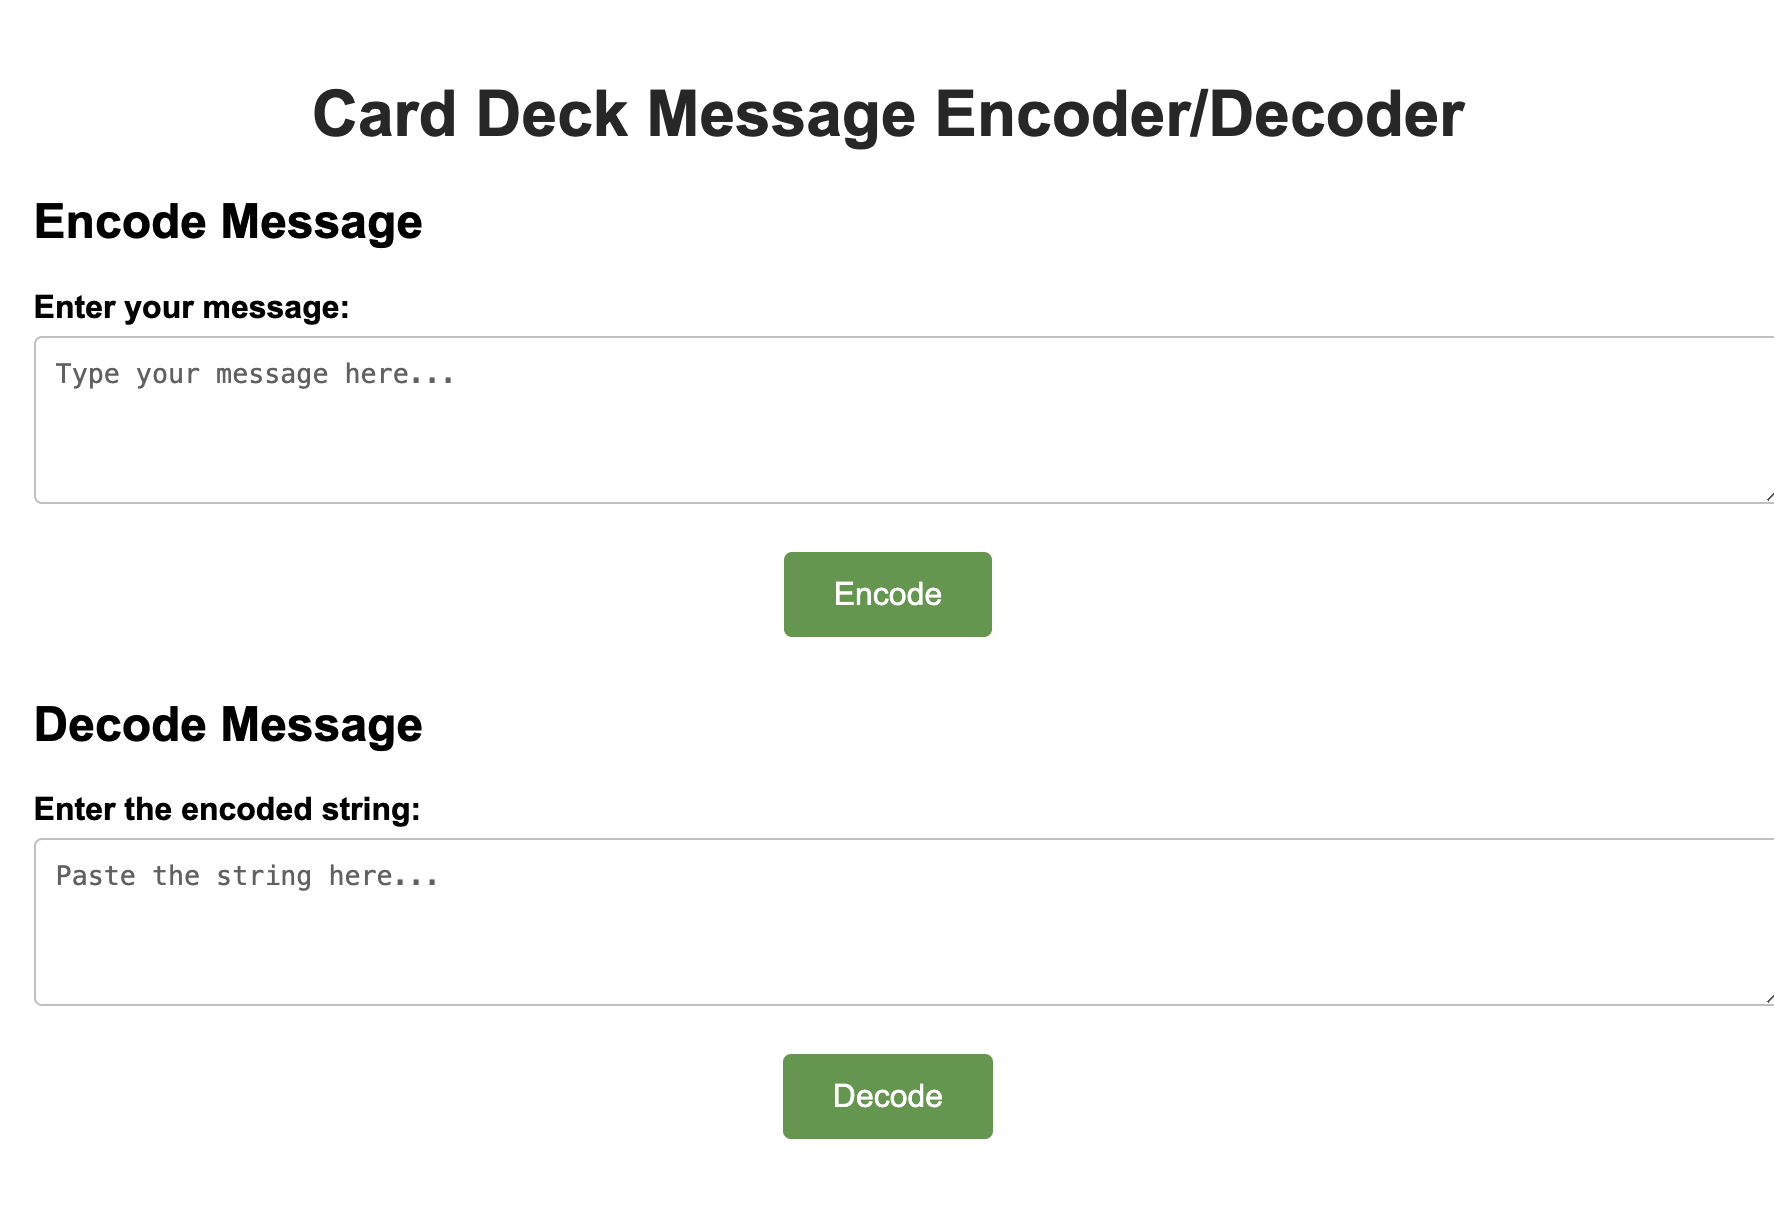 Card Deck Message Encoder/Decoder
Encode Message
Enter your message:
Type your message here...
Encode
Decode Message
Enter the encoded string:
Paste the string here...
Decode